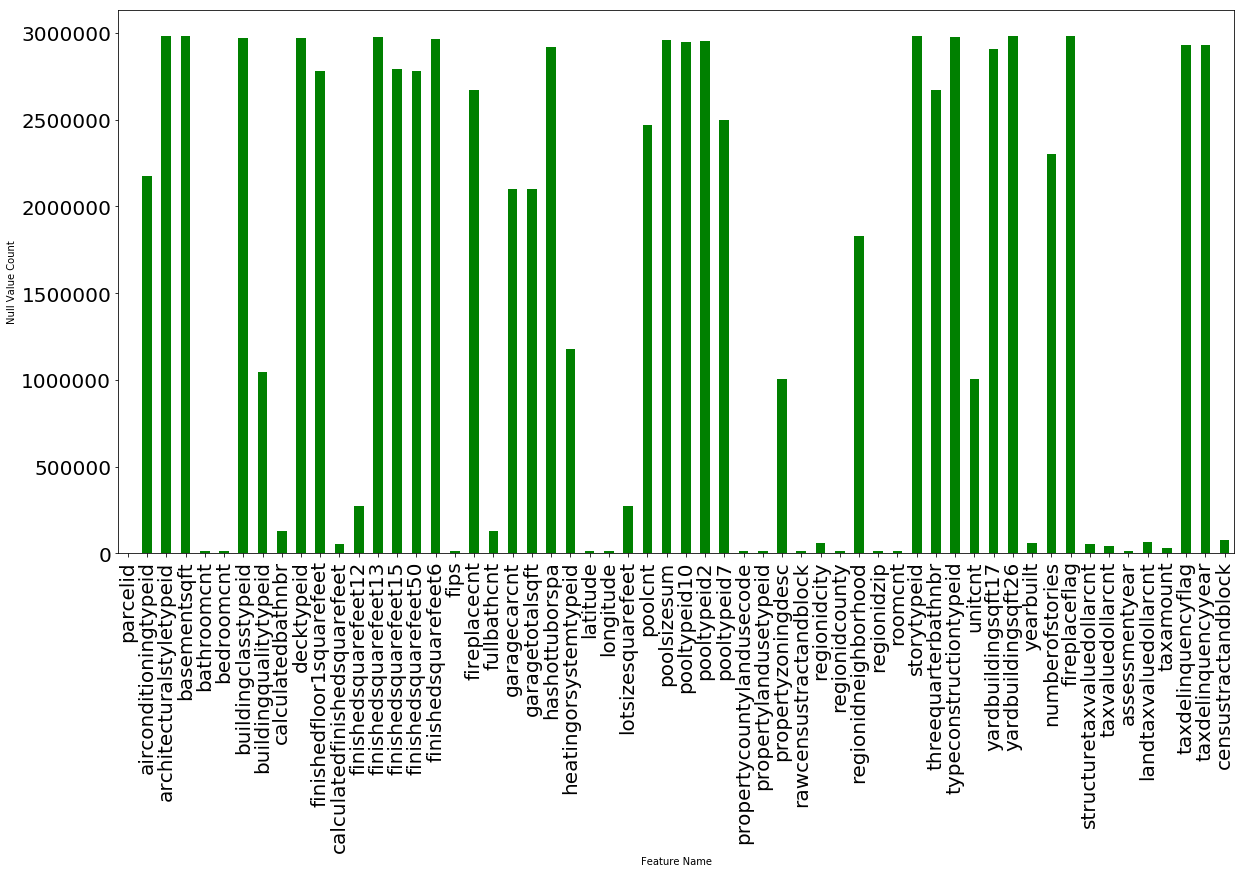 3000000
2500000
2000000
1500000
1000000
500000
0
Null Value Count
parcelid
airconditioningtypeid
architecturalstyletypeid
basementsqft
bathroomcnt
bedroomcnt
buildingclasstypeid
buildingqualitytypeid
calculatedbathnbr
decktypeid
finishedfloor1squarefeet
calculatedfinishedsquarefeet
finishedsquarefeet12
finishedsquarefeet13
finishedsquarefeet15
finishedsquarefeet50
finishedsquarefeet6
fips
fireplacecnt
fullbathcnt
garagecarcnt
garagetotalsqft
hashottuborspa
heatingorsystemtypeid
latitude
longitude
lotsizesquarefeet
poolcnt
poolsizesum
pooltypeid10
pooltypeid2
pooltypeid7
propertycountylandusecode
propertylandusetypeid
propertyzoningdesc
rawcensustractandblock
regionidcity
regionidcounty
regionidneighborhood
regionidzip
roomcnt
storytypeid
threequarterbathnbr
typeconstructiontypeid
unitcnt
yardbuildingsqft17
yardbuildingsqft26
yearbuilt
numberofstories
fireplaceflag
structuretaxvaluedollarcnt
taxvaluedollarcnt
assessmentyear
landtaxvaluedollarcnt
taxamount
taxdelinquencyflag
taxdelinquencyyear
censustractandblock
Feature Name